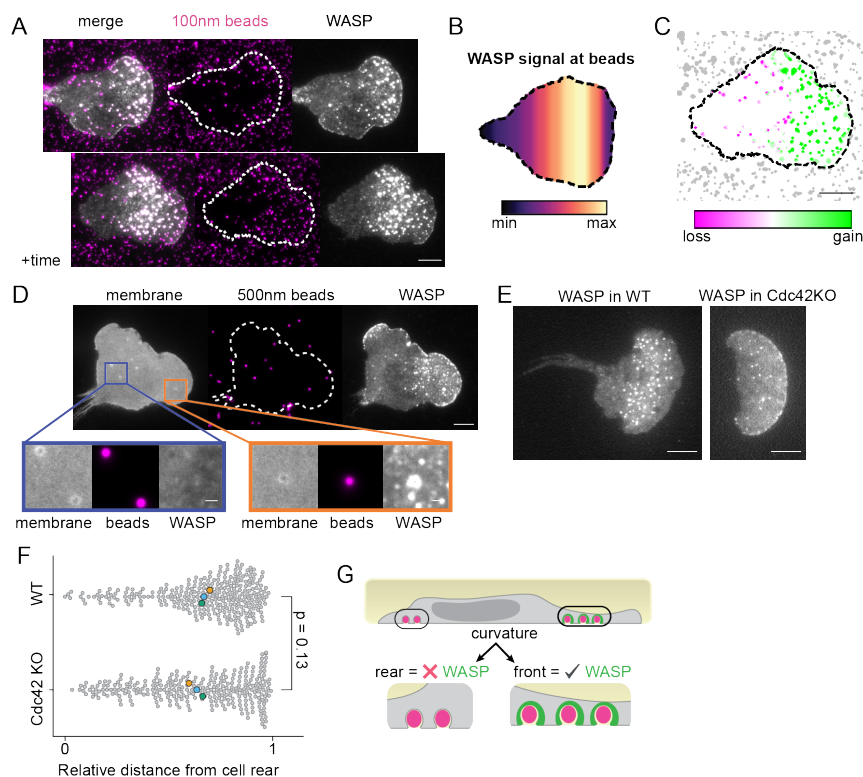 A
merge
100nm beads
WASP
+time
B
WASP signal at beads
min
max
C
loss
gain
D
membrane
500nm beads
WASP
membrane
beads
WASP
membrane
beads
WASP
E
WASP in WT
WASP in Cdc42KO
F
WT
Cdc42 KO
p = 0.13
0
1
Relative distance from cell rear
G
curvature
rear = ✗ WASP
front = ✓ WASP